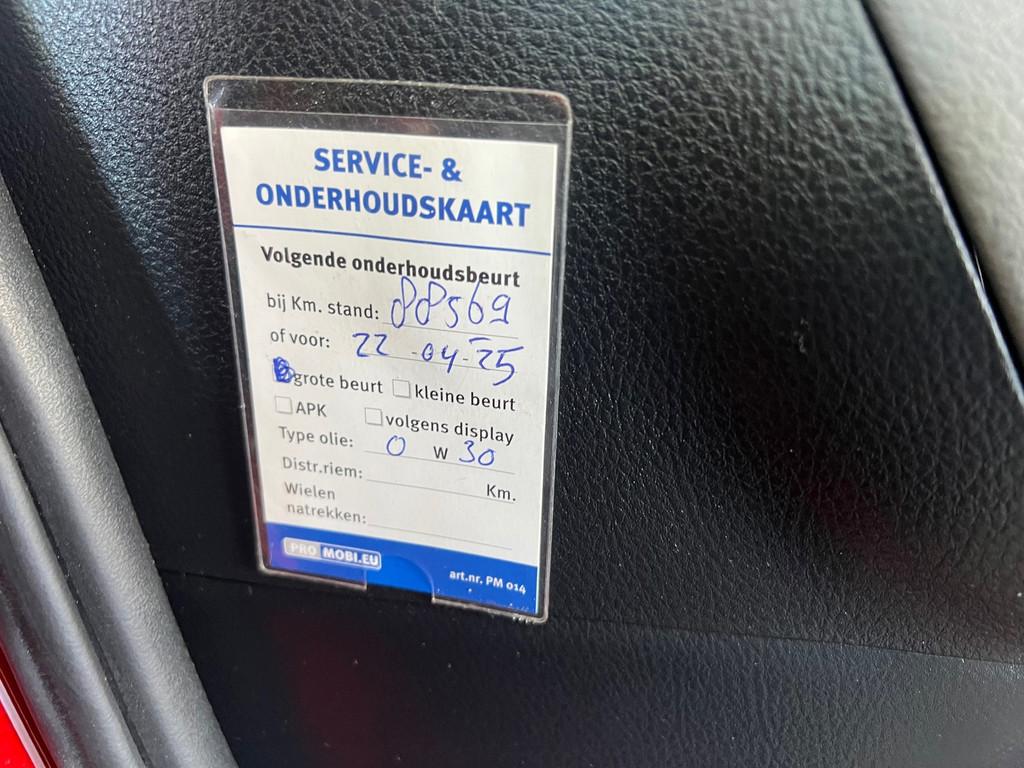 SERVICE- &
ONDERHOUDSKAART
Volgende onderhoudsbeurt
bij Km. stand: 88569
of voor: 22-04-25
grote beurt kleine beurt
APK volgens display
Type olie: 0 W 30
Distr.riem: Km.
Wielen
natrekken:
PRO MOBI.EU art.nr. PM 014